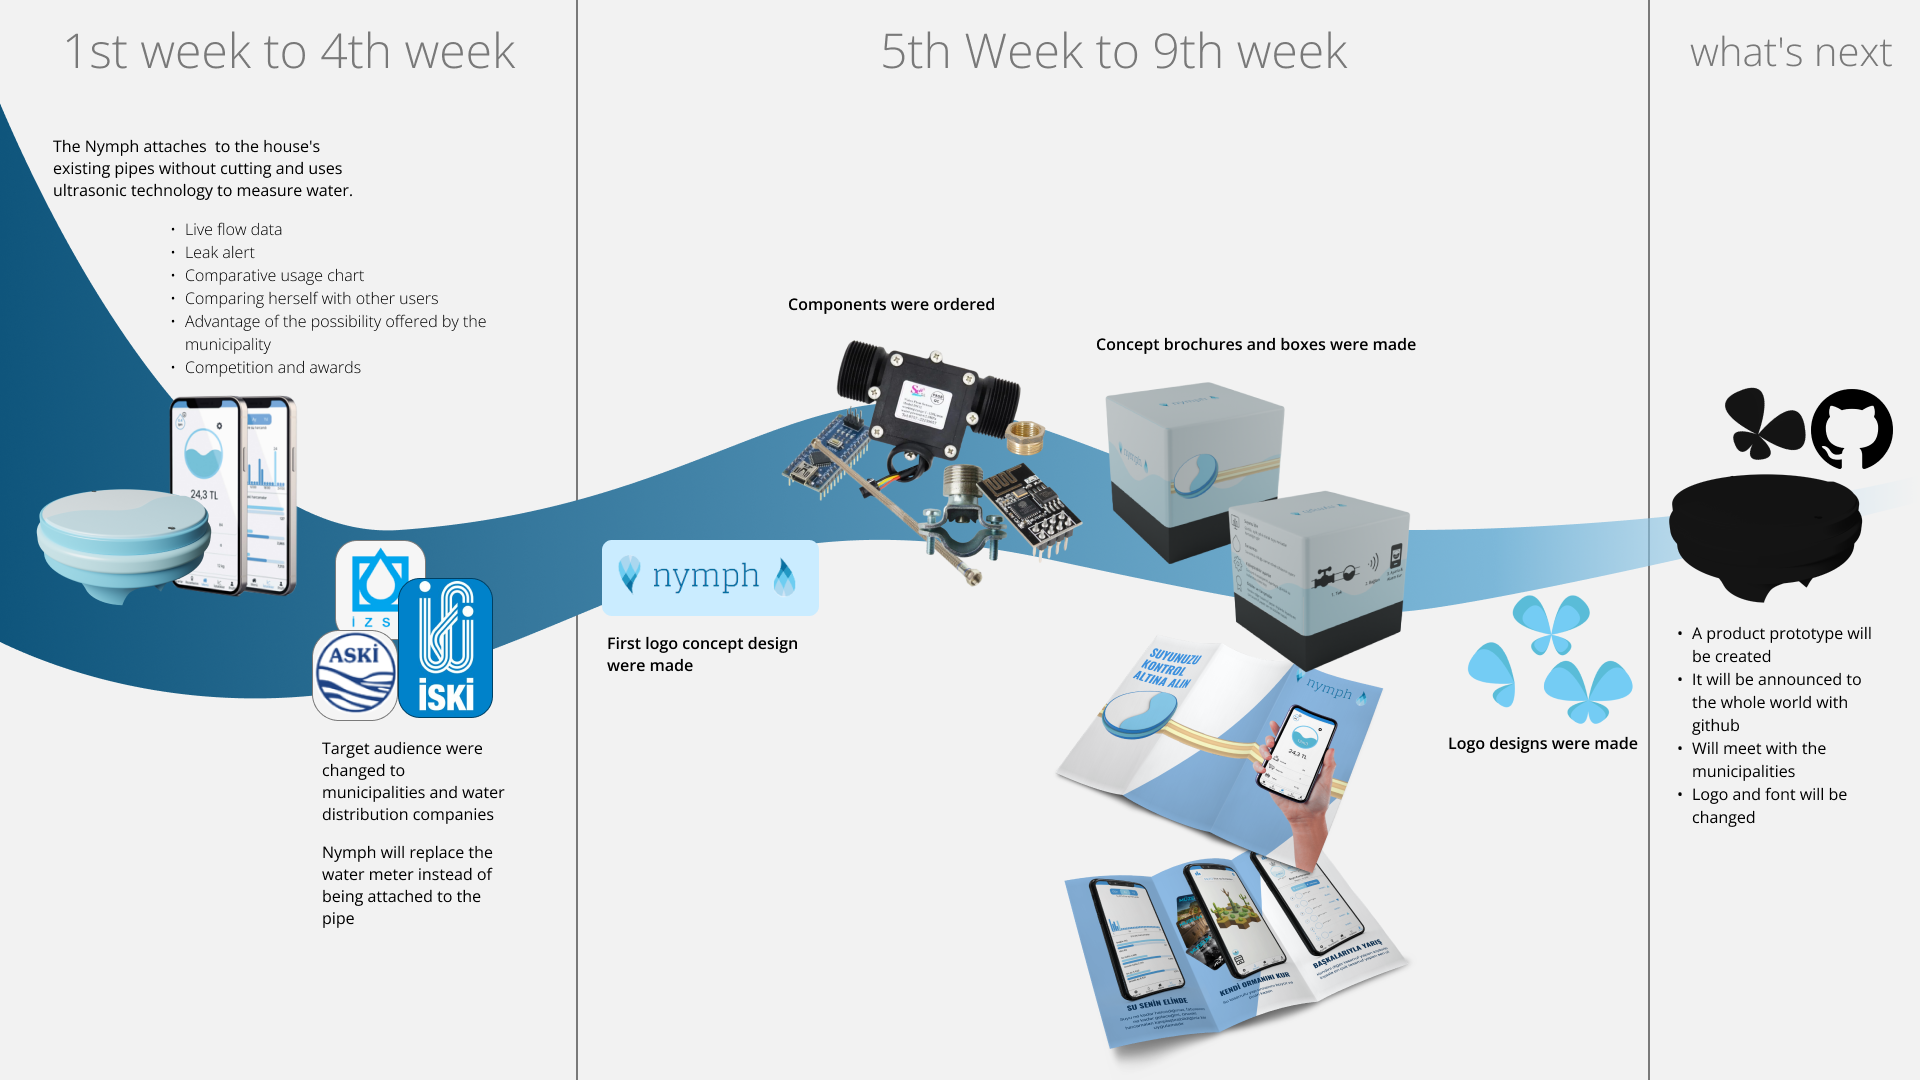 1st week to 4th week
The Nymph attaches  to the house's
existing pipes without cutting and uses
ultrasonic technology to measure water.
• Live flow data
• Leak alert
• Comparative usage chart
• Comparing herself with other users
• Advantage of the possibility offered by the
municipality
• Competition and awards
24,3 TL
İ Z S
ASKİ
İSKİ
Target audience were
changed to
municipalities and water
distribution companies
Nymph will replace the
water meter instead of
being attached to the
pipe
5th Week to 9th week
nymph
First logo concept design
were made
Components were ordered
Concept brochures and boxes were made
nymph
nymph
SUYUNUZU
KONTROL
ALTINA ALIN
nymph
24,3 TL
SU SENİN ELİNDE
KENDİ ORMANINI KUR
BAŞKALARIYLA YARIŞ
Logo designs were made
what's next
• A product prototype will
be created
• It will be announced to
the whole world with
github
• Will meet with the
municipalities
• Logo and font will be
changed